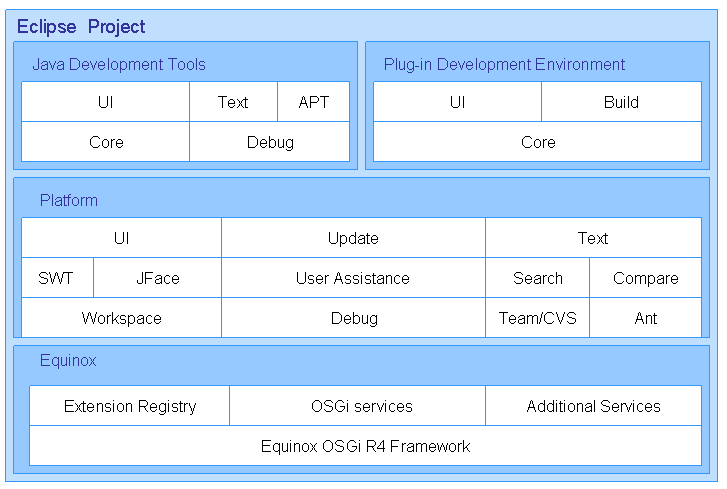 Eclipse Project
Java Development Tools
UI Text APT
Core Debug
Plug-in Development Environment
UI Build
Core
Platform
UI Update Text
SWT JFace User Assistance Search Compare
Workspace Debug Team/CVS Ant
Equinox
Extension Registry OSGi services Additional Services
Equinox OSGi R4 Framework